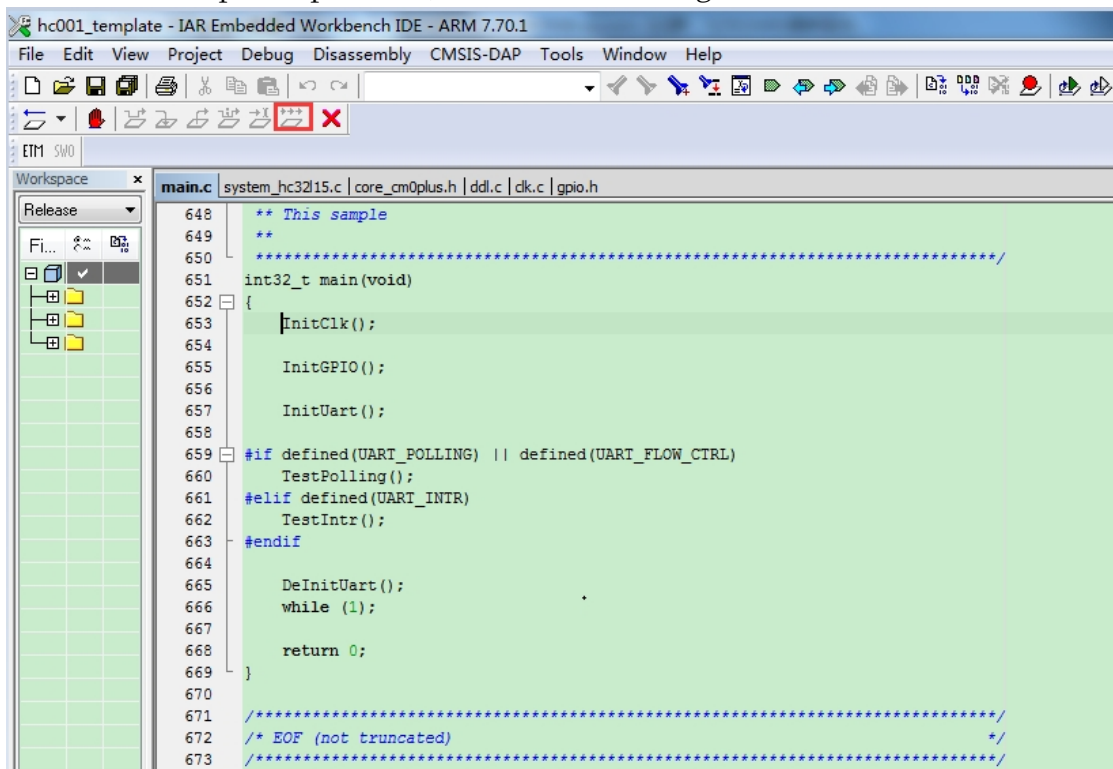 hc001_template - IAR Embedded Workbench IDE - ARM 7.70.1
File Edit View Project Debug Disassembly CMSIS-DAP Tools Window Help
ETM SWO
Workspace x
main.c | system_hc32l15.c | core_cm0plus.h | ddl.c | clk.c | gpio.h
Release
Fi...
648 ** This sample
649 **
650 ******************************************************************************/
651 int32_t main(void)
652 {
653 InitClk();
654
655 InitGPIO();
656
657 InitUart();
658
659 #if defined(UART_POLLING) || defined(UART_FLOW_CTRL)
660 TestPolling();
661 #elif defined(UART_INTR)
662 TestIntr();
663 #endif
664
665 DeInitUart();
666 while (1);
667
668 return 0;
669 }
670
671 /******************************************************************************/
672 /* EOF (not truncated) */
673 /******************************************************************************/